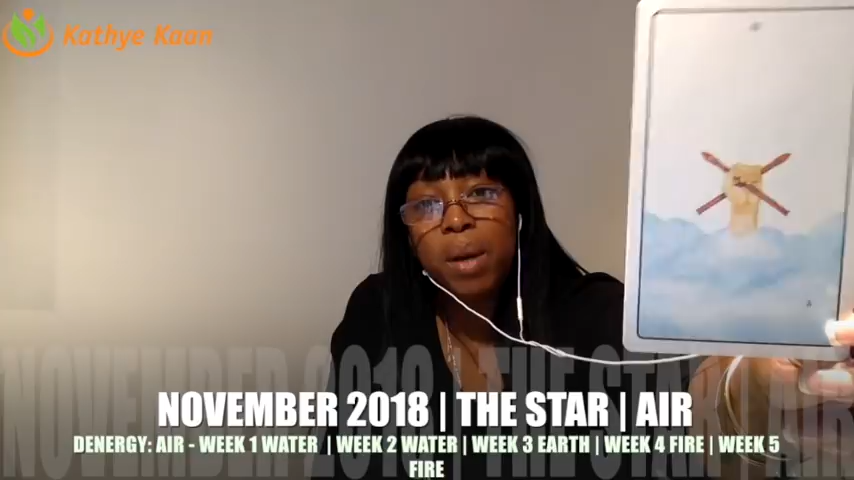 Kathye Kaan
NOVEMBER 2018 | THE STAR | AIR
DENERGY: AIR - WEEK 1 WATER | WEEK 2 WATER | WEEK 3 EARTH | WEEK 4 FIRE | WEEK 5
FIRE